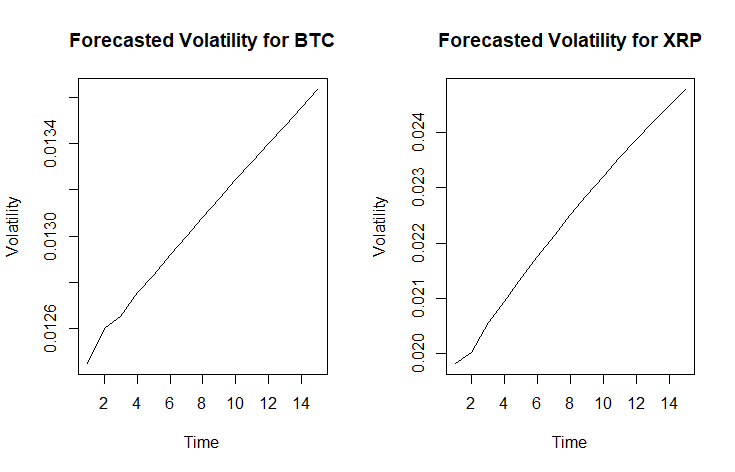 Forecasted Volatility for BTC
Volatility
0.0134
0.0130
0.0126
2 4 6 8 10 12 14
Time
Forecasted Volatility for XRP
Volatility
0.024
0.023
0.022
0.021
0.020
2 4 6 8 10 12 14
Time